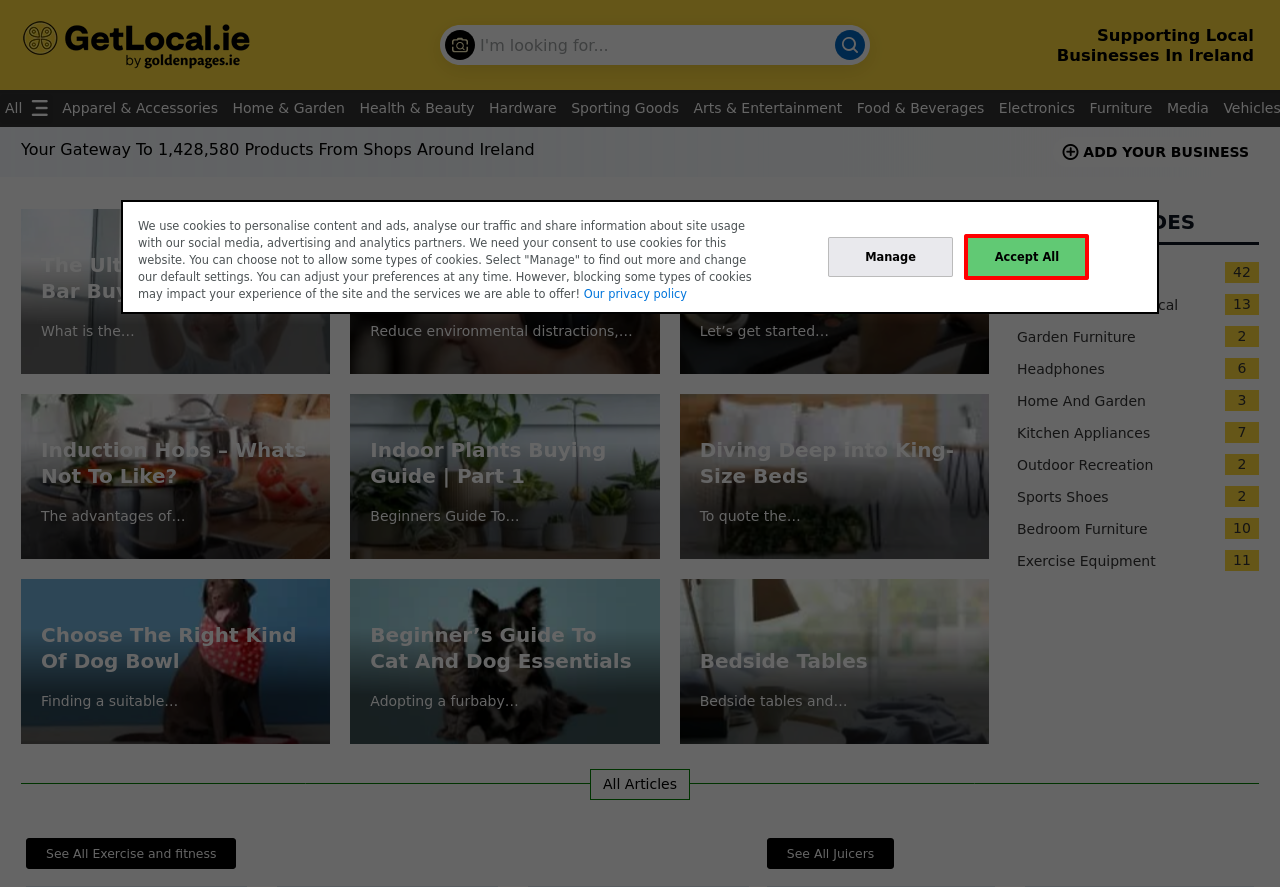 GetLocal.ie
by goldenpages.ie
I'm looking for...
Supporting Local
Businesses In Ireland
All
Apparel & Accessories
Home & Garden
Health & Beauty
Hardware
Sporting Goods
Arts & Entertainment
Food & Beverages
Electronics
Furniture
Media
Vehicles
Your Gateway To 1,428,580 Products From Shops Around Ireland
ADD YOUR BUSINESS
We use cookies to personalise content and ads, analyse our traffic and share information about site usage
with our social media, advertising and analytics partners. We need your consent to use cookies for this
website. You can choose not to allow some types of cookies. Select "Manage" to find out more and change
our default settings. You can adjust your preferences at any time. However, blocking some types of cookies
may impact your experience of the site and the services we are able to offer! Our privacy policy
Manage
Accept All
What is the...
Reduce environmental distractions,...
Let's get started...
Induction Hobs – Whats
Not To Like?
The advantages of...
Indoor Plants Buying
Guide | Part 1
Beginners Guide To...
Diving Deep into King-
Size Beds
To quote the...
Choose The Right Kind
Of Dog Bowl
Finding a suitable...
Beginner's Guide To
Cat And Dog Essentials
Adopting a furbaby...
Bedside Tables
Bedside tables and...
42
13
Garden Furniture 2
Headphones 6
Home And Garden 3
Kitchen Appliances 7
Outdoor Recreation 2
Sports Shoes 2
Bedroom Furniture 10
Exercise Equipment 11
All Articles
See All Exercise and fitness
See All Juicers